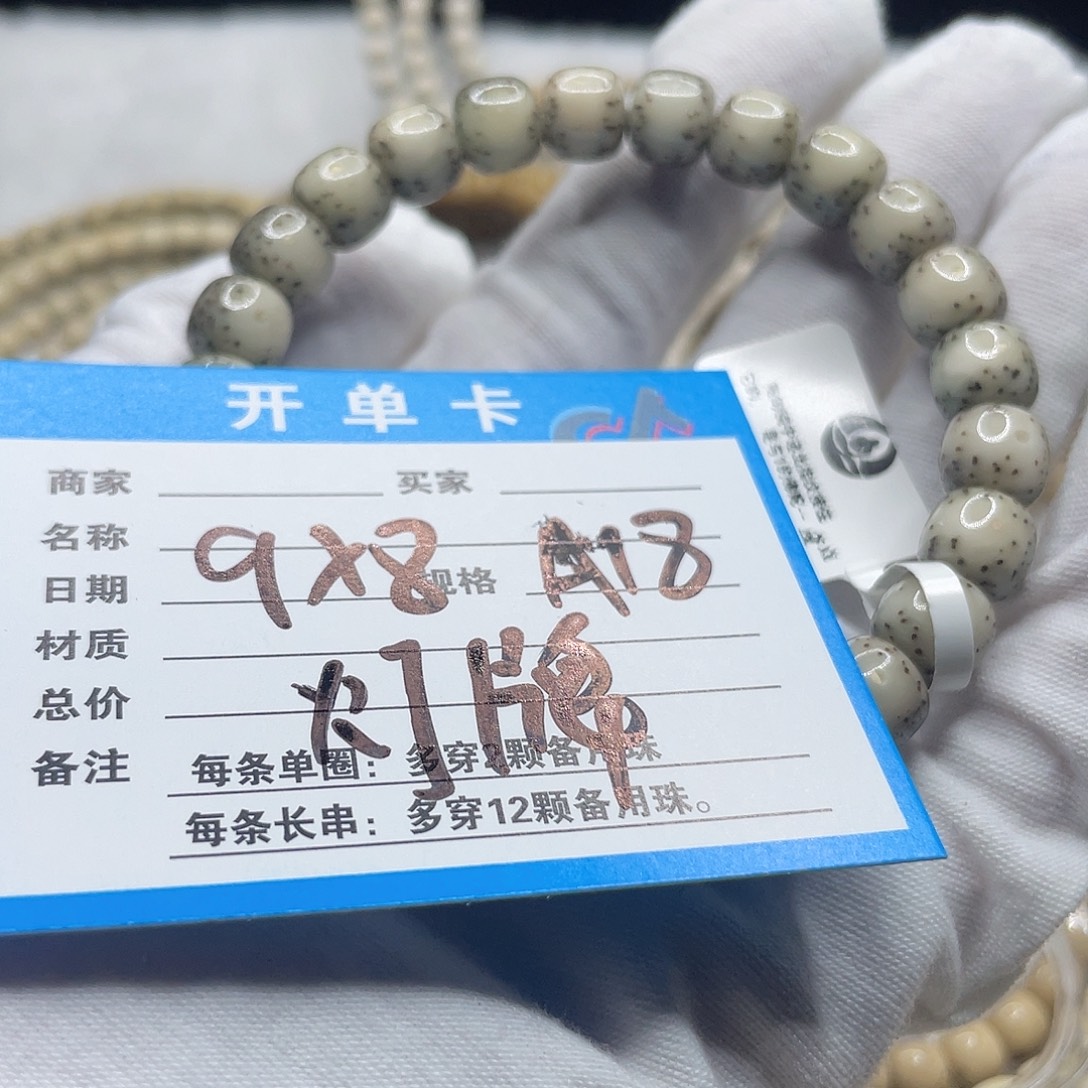 开单卡
商家 买家
名称 9X8
日期 规格 A18
材质 灯牌
总价
备注 每条单圈：多穿2颗备用珠
每条长串：多穿12颗备用珠。